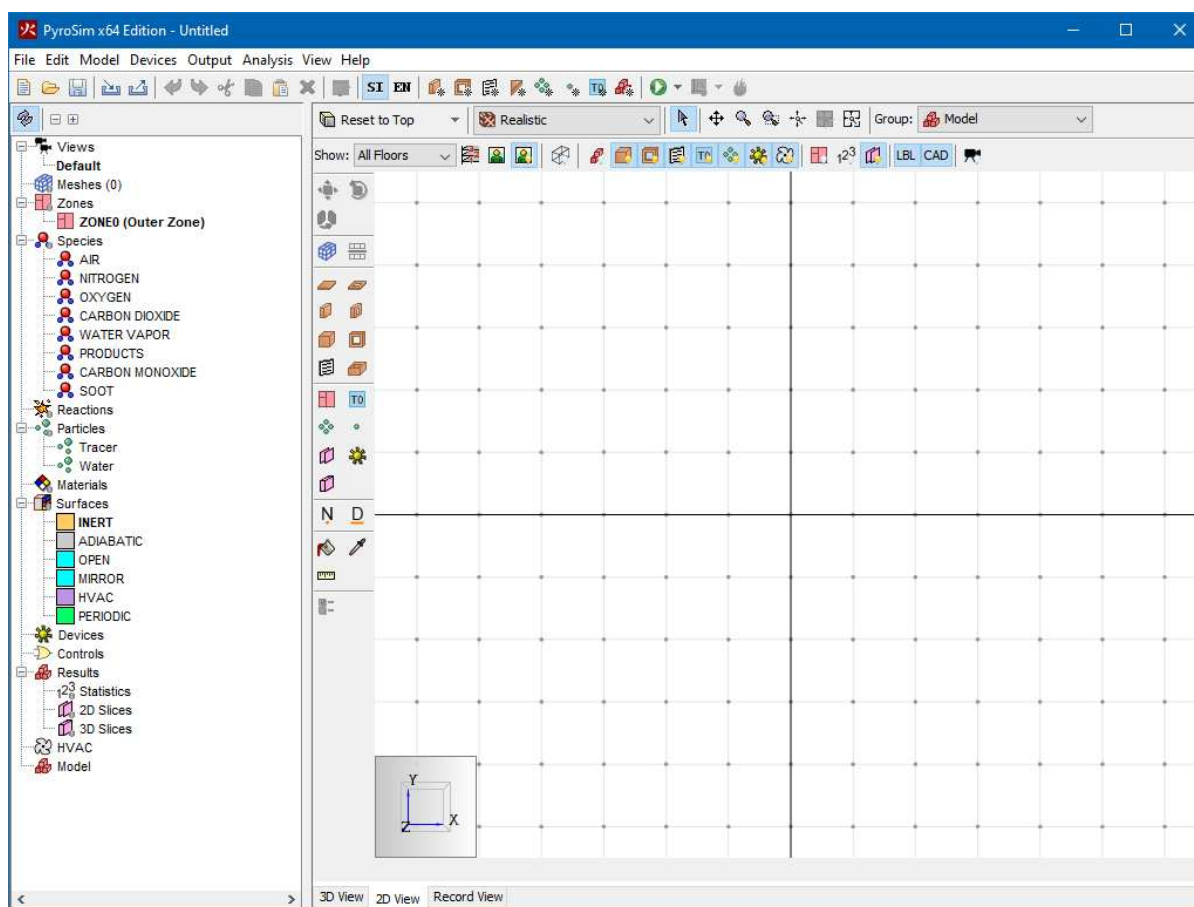 PyroSim x64 Edition - Untitled
File Edit Model Devices Output Analysis View Help
SI EN
Reset to Top Realistic Group: Model
Show: All Floors LBL CAD
Views
Default
Meshes (0)
Zones
ZONE0 (Outer Zone)
Species
AIR
NITROGEN
OXYGEN
CARBON DIOXIDE
WATER VAPOR
PRODUCTS
CARBON MONOXIDE
SOOT
Reactions
Particles
Tracer
Water
Materials
Surfaces
INERT
ADIABATIC
OPEN
MIRROR
HVAC
PERIODIC
Devices
Controls
Results
Statistics
2D Slices
3D Slices
HVAC
Model
N D
Y
Z X
3D View 2D View Record View